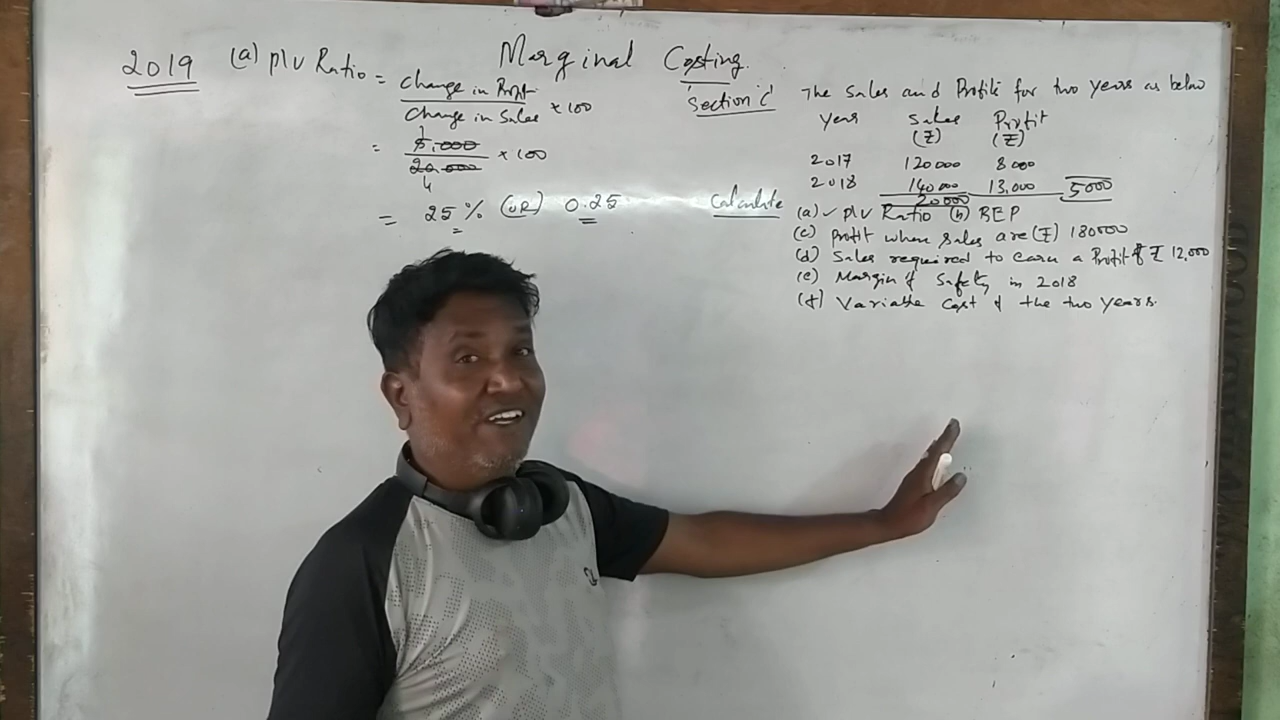 Marginal Costing.
2019 (a) P/V Ratio = Change in Profit / Change in Sales × 100
= 5,000 / 20,000 × 100
1
4
= 25 % (OR) 0.25
Section 'C' The Sales and Profit for two years as below
Year Sales (₹) Profit (₹)
2017 120000 8000
2018 140000 13,000 5000
20000
Calculate (a) ✓ P/V Ratio (b) BEP
(c) Profit when Sales are (₹) 180000
(d) Sales required to earn a Profit of ₹ 12,000
(e) Margin of Safety in 2018
(f) Variable Cost of the two years.